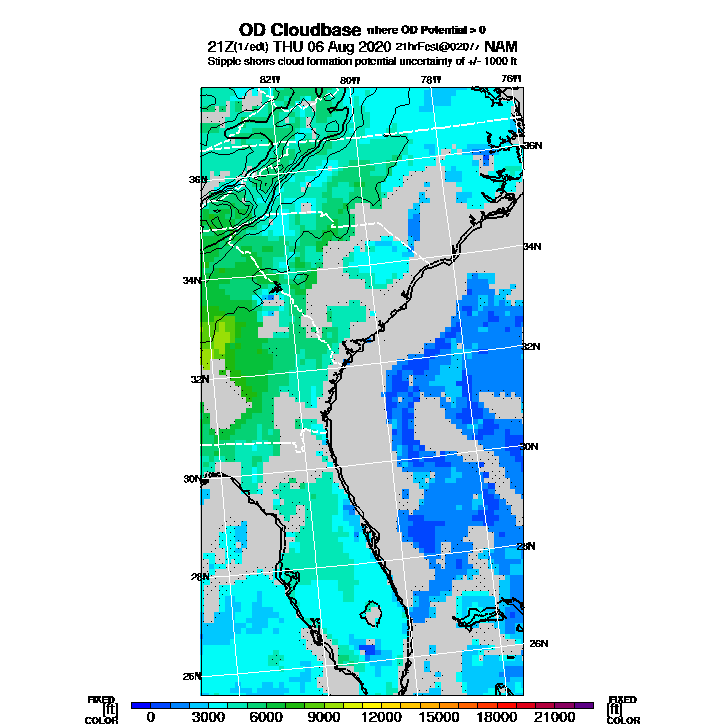 OD Cloudbase where OD Potential > 0
21Z(17edt) THU 06 Aug 2020 21hrFcst@0207z NAM
Stipple shows cloud formation potential uncertainty of +/- 1000 ft
82W 80W 78W 76W
36N
36N
34N
34N
32N
32N
30N
30N
28N
28N
26N
26N
FIXED FIXED
[ft] [ft]
COLOR COLOR
0 3000 6000 9000 12000 15000 18000 21000